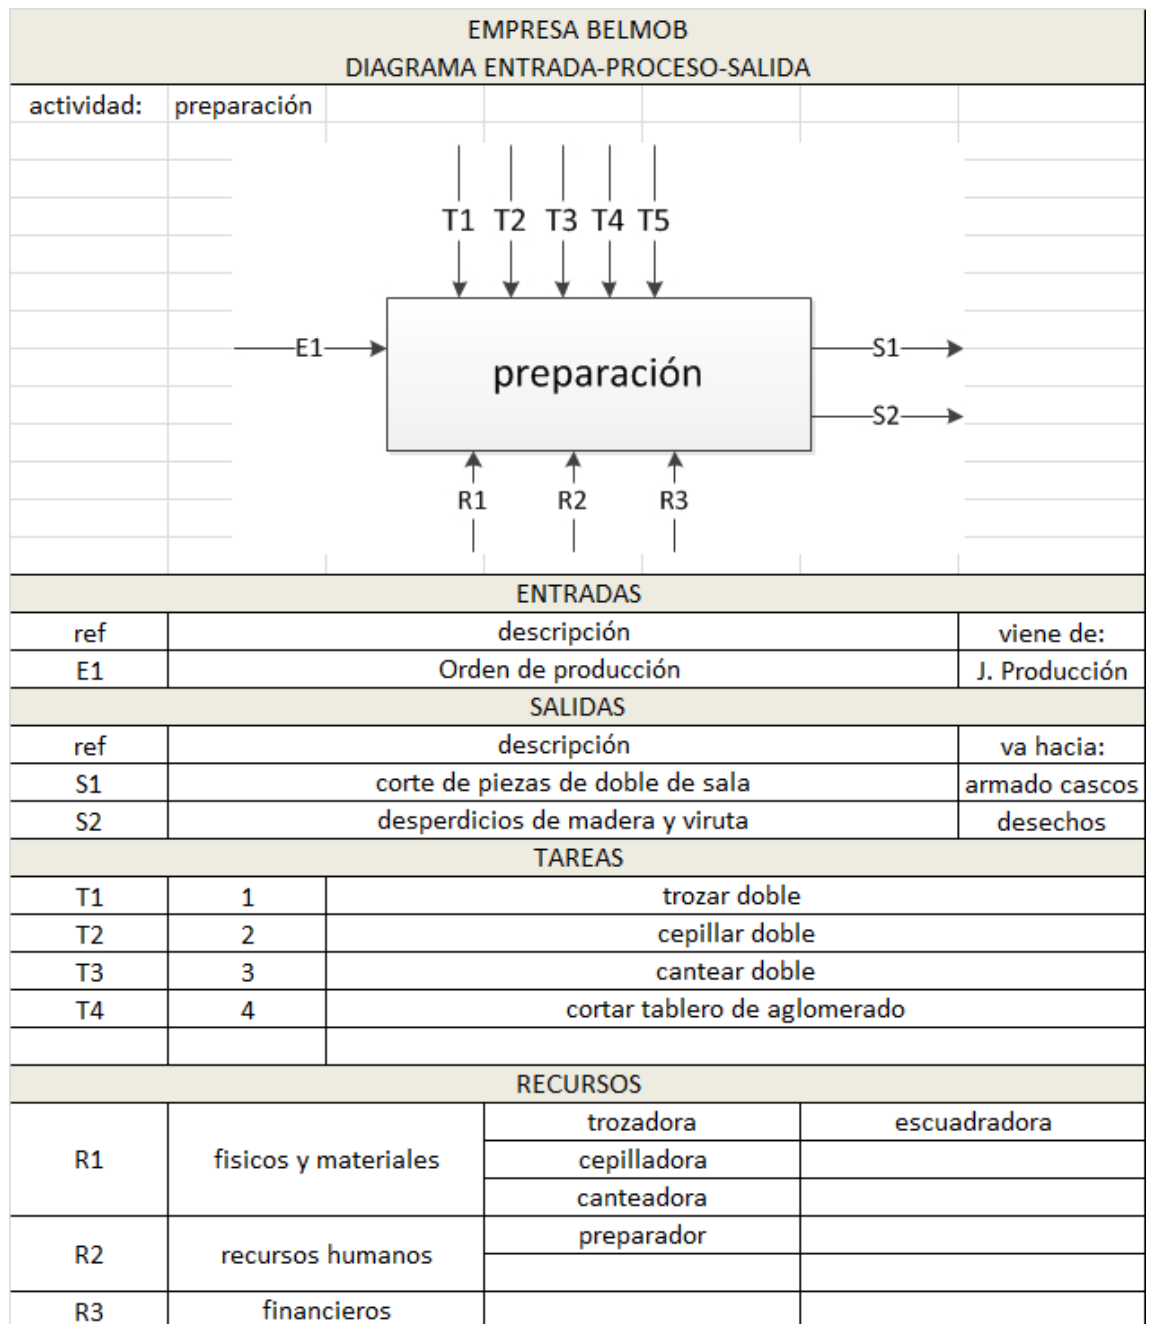 EMPRESA BELMOB
DIAGRAMA ENTRADA-PROCESO-SALIDA
actividad: preparación
T1 T2 T3 T4 T5
E1
preparación
S1
S2
R1 R2 R3
ENTRADAS
ref descripción viene de:
E1 Orden de producción J. Producción
SALIDAS
ref descripción va hacia:
S1 corte de piezas de doble de sala armado cascos
S2 desperdicios de madera y viruta desechos
TAREAS
T1 1 trozar doble
T2 2 cepillar doble
T3 3 cantear doble
T4 4 cortar tablero de aglomerado
RECURSOS
R1 fisicos y materiales trozadora escuadradora
cepilladora
canteadora
R2 recursos humanos preparador
R3 financieros